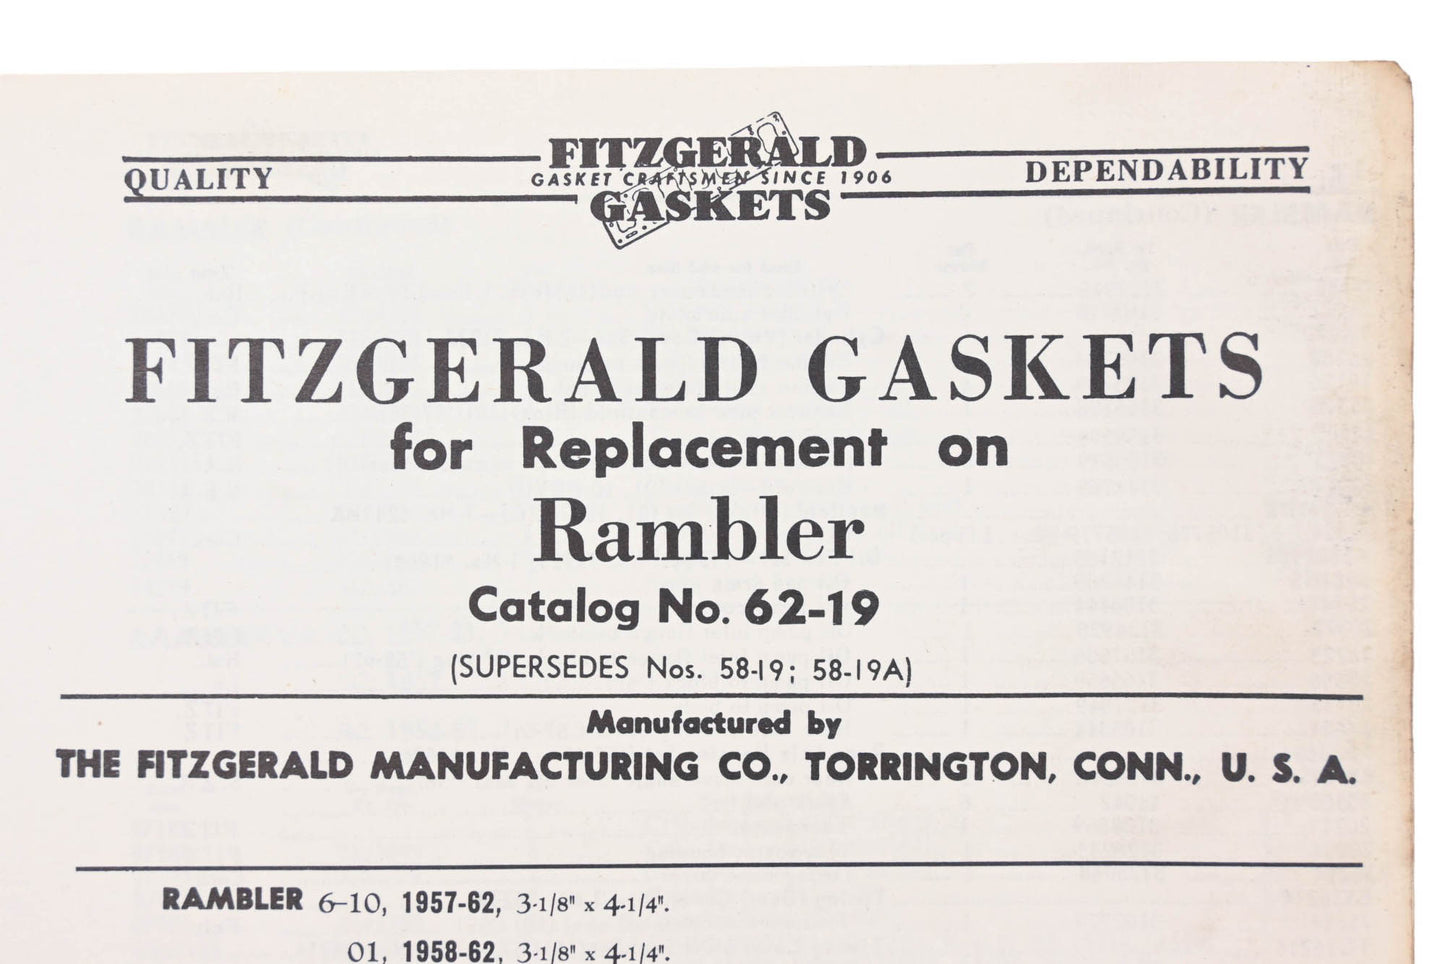 FITZGERALD
QUALITY GASKET CRAFTSMEN SINCE 1906 DEPENDABILITY
GASKETS
FITZGERALD GASKETS
for Replacement on
Rambler
Catalog No. 62-19
(SUPERSEDES Nos. 58-19; 58-19A)
Manufactured by
THE FITZGERALD MANUFACTURING CO., TORRINGTON, CONN., U. S. A.
RAMBLER 6-10, 1957-62, 3-1/8" x 4-1/4".
01, 1958-62, 3-1/8" x 4-1/4".